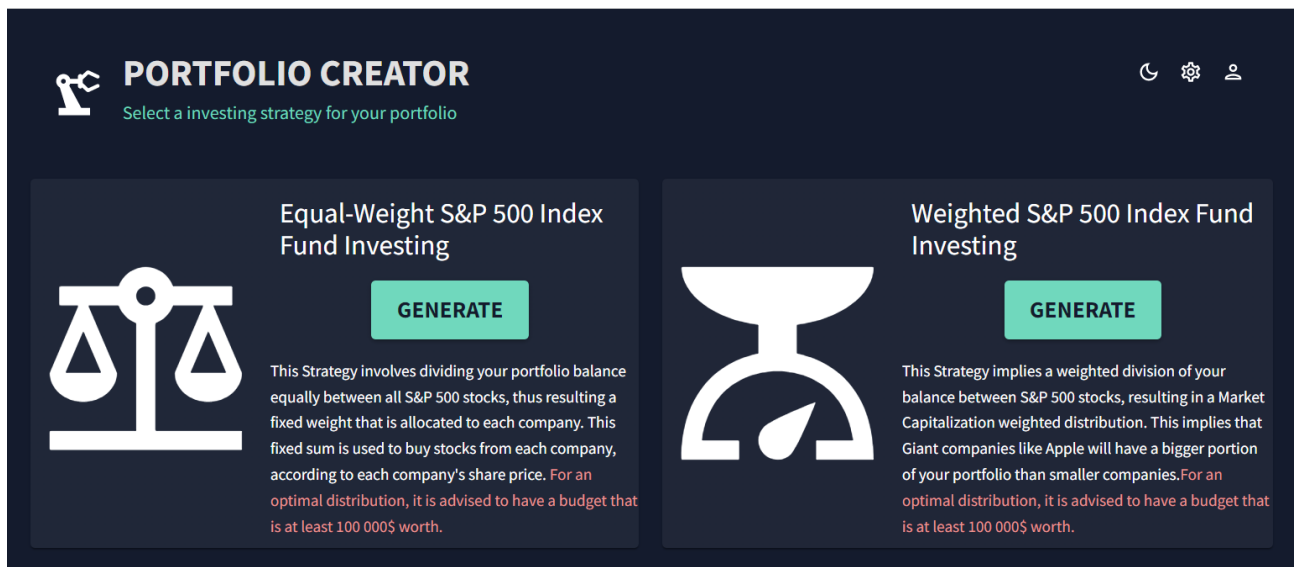 PORTFOLIO CREATOR
Select a investing strategy for your portfolio
Equal-Weight S&P 500 Index
Fund Investing
GENERATE
This Strategy involves dividing your portfolio balance
equally between all S&P 500 stocks, thus resulting a
fixed weight that is allocated to each company. This
fixed sum is used to buy stocks from each company,
according to each company's share price. For an
optimal distribution, it is advised to have a budget that
is at least 100 000$ worth.
Weighted S&P 500 Index Fund
Investing
GENERATE
This Strategy implies a weighted division of your
balance between S&P 500 stocks, resulting in a Market
Capitalization weighted distribution. This implies that
Giant companies like Apple will have a bigger portion
of your portfolio than smaller companies.For an
optimal distribution, it is advised to have a budget that
is at least 100 000$ worth.